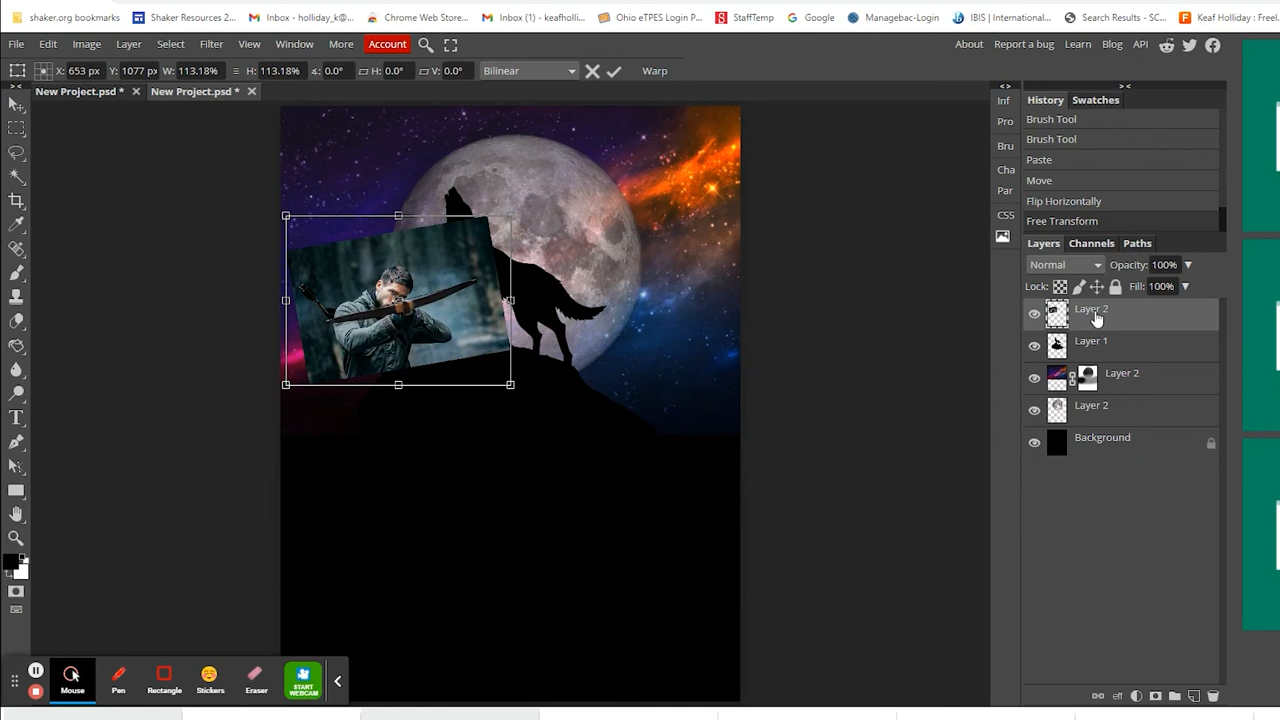 shaker.org bookmarks Shaker Resources 2... Inbox - holliday_k@... Chrome Web Store... Inbox (1) - keafholli... Ohio eTPES Login P... StaffTemp Google Managebac-Login IBIS | International... Search Results - SC... Keaf Holliday : Freel...
File Edit Image Layer Select Filter View Window More Account About Report a bug Learn Blog API
X: 653 px Y: 1077 px W: 113.18% H: 113.18% ∡: 0.0° H: 0.0° V: 0.0° Bilinear Warp
New Project.psd * New Project.psd *
Inf
Pro
Bru
Cha
Par
CSS
History Swatches
Brush Tool
Brush Tool
Paste
Move
Flip Horizontally
Free Transform
Layers Channels Paths
Normal Opacity: 100%
Lock: Fill: 100%
Layer 2
Layer 1
Layer 2
Layer 2
Background
eff
Mouse Pen Rectangle Stickers Eraser START WEBCAM